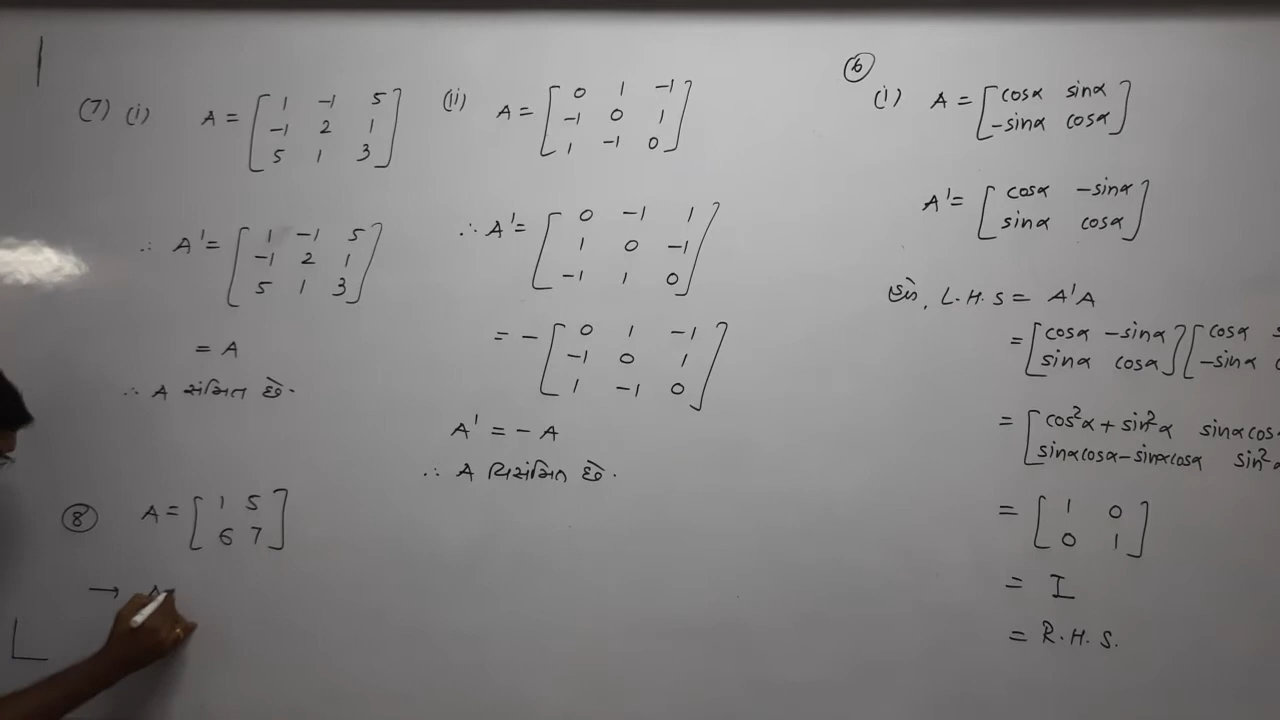 (7) (i) A = [ 1 -1 5
-1 2 1
5 1 3 ]
∴ A' = [ 1 -1 5
-1 2 1
5 1 3 ]
= A
∴ A સંમિત છે.
(ii) A = [ 0 1 -1
-1 0 1
1 -1 0 ]
∴ A' = [ 0 -1 1
1 0 -1
-1 1 0 ]
= - [ 0 1 -1
-1 0 1
1 -1 0 ]
A' = - A
∴ A વિસંમિત છે.
(8) A = [ 1 5
6 7 ]
→ A
(6)
(i) A = [ cosα sinα
-sinα cosα ]
A' = [ cosα -sinα
sinα cosα ]
હવે, L.H.S = A'A
= [ cosα -sinα
sinα cosα ] [ cosα
-sinα
= [ cos²α + sin²α sinαcos
sinαcosα - sinαcosα sin²α
= [ 1 0
0 1 ]
= I
= R.H.S.